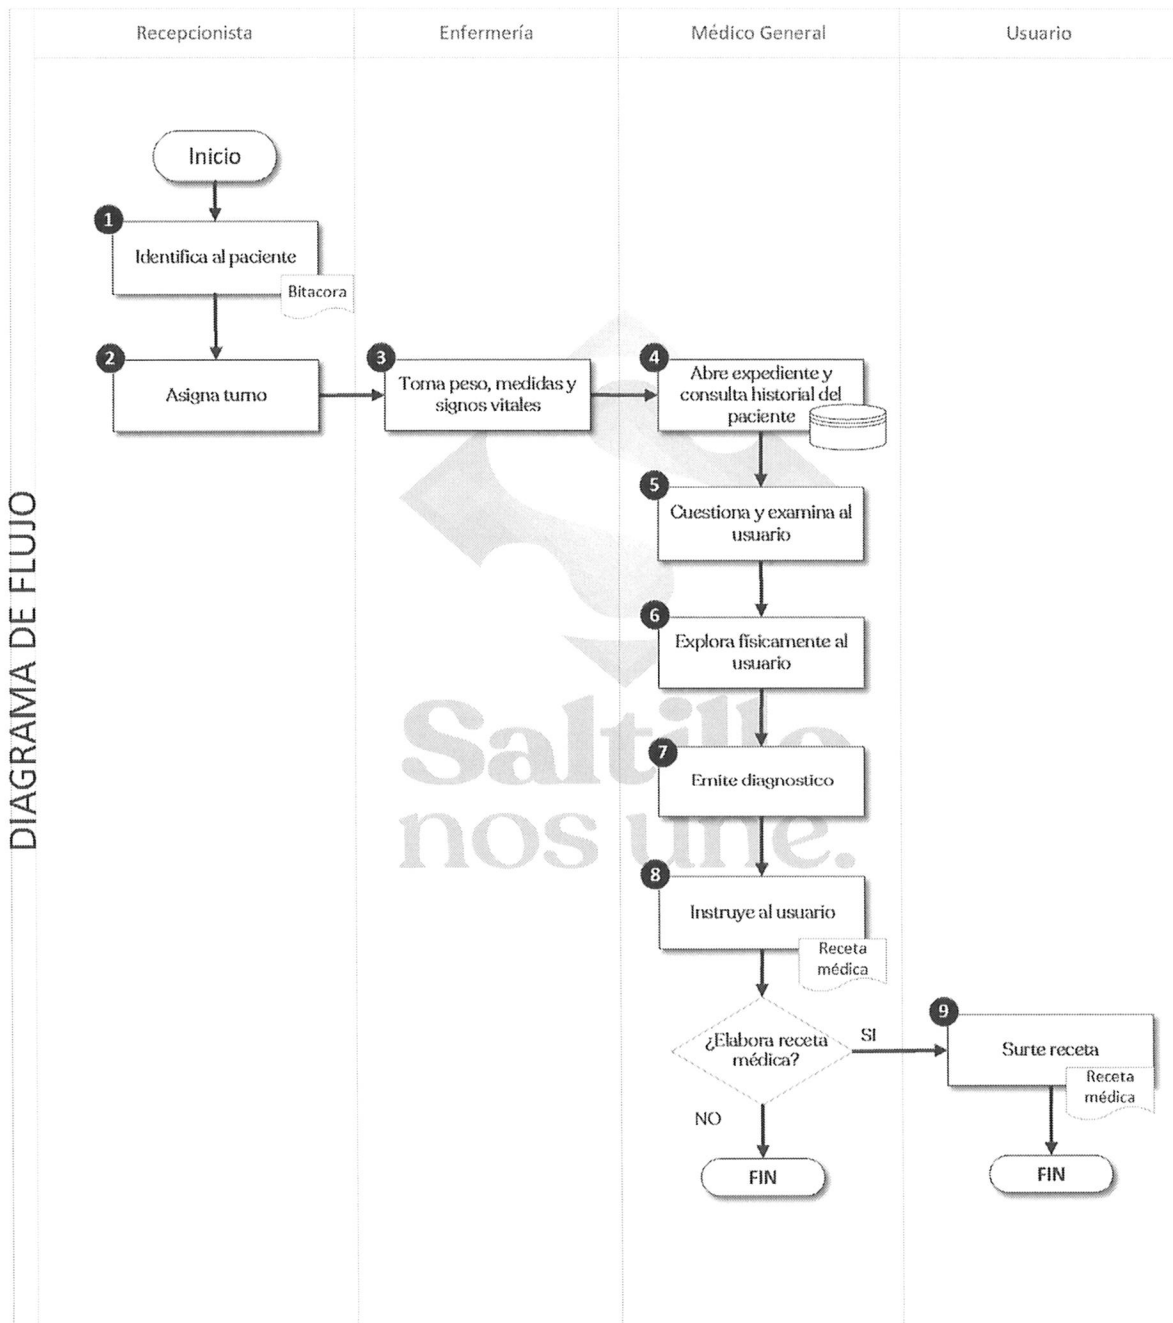 Recepcionista
Enfermería
Médico General
Usuario
DIAGRAMA DE FLUJO
Inicio
1
Identifica al paciente
Bitacora
2
Asigna turno
3
Toma peso, medidas y
signos vitales
4
Abre expediente y
consulta historial del
paciente
5
Cuestiona y examina al
usuario
6
Explora físicamente al
usuario
Saltillo
nos une.
7
Emite diagnostico
8
Instruye al usuario
Receta
médica
¿Elabora receta
médica?
SI
NO
FIN
9
Surte receta
Receta
médica
FIN